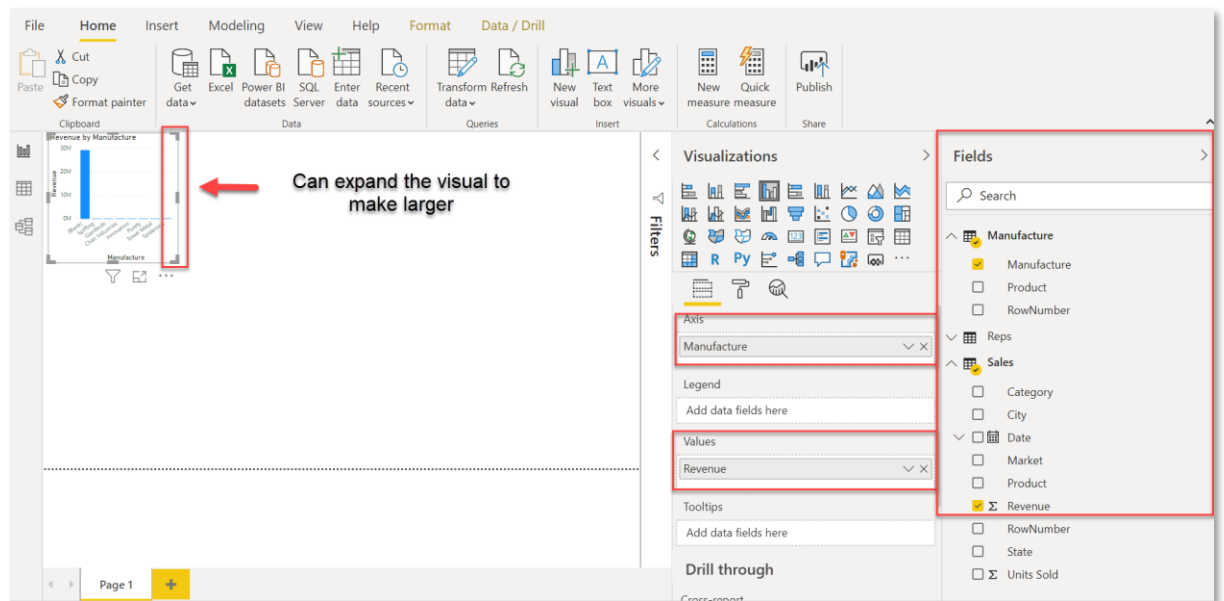 File Home Insert Modeling View Help Format Data / Drill
Paste
Cut
Copy
Format painter
Clipboard
Get data
Excel
Power BI datasets
SQL Server
Enter data
Recent sources
Data
Transform data
Refresh
Queries
New visual
Text box
More visuals
Insert
New measure
Quick measure
Calculations
Publish
Share
Revenue by Manufacture
30M
20M
10M
0M
Revenue
(Blank)
Manufacture
Can expand the visual to
make larger
Filters
Visualizations
123
R Py
Axis
Manufacture
Legend
Add data fields here
Values
Revenue
Tooltips
Add data fields here
Drill through
Cross-report
Fields
Search
Manufacture
Manufacture
Product
RowNumber
Reps
Sales
Category
City
Date
Market
Product
Σ Revenue
RowNumber
State
Σ Units Sold
Page 1